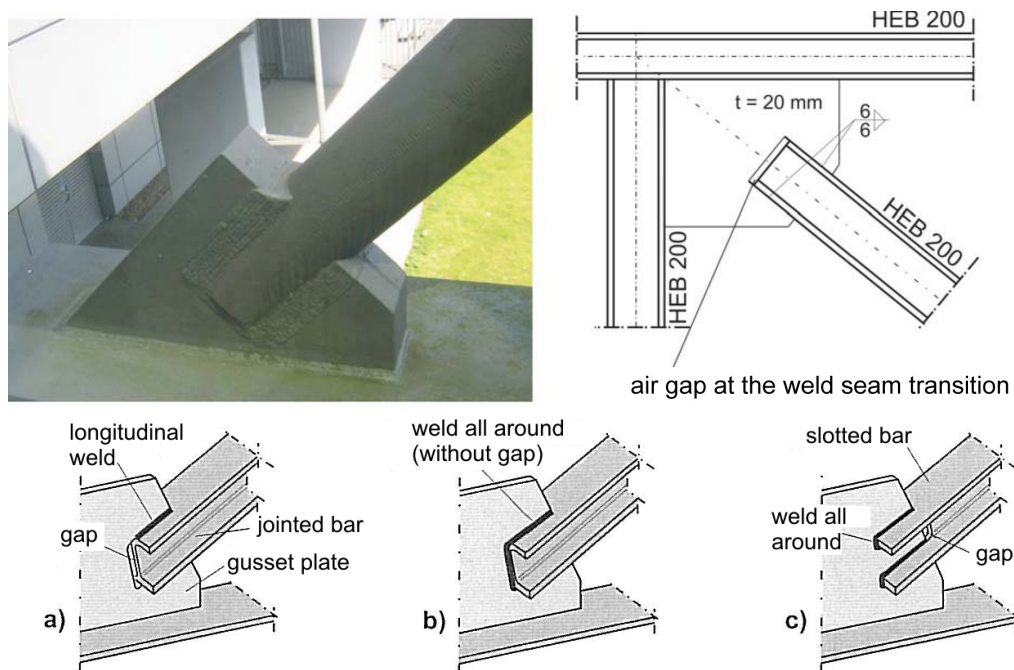 HEB 200
t = 20 mm
6
6
HEB 200
HEB 200
air gap at the weld seam transition
longitudinal
weld
gap
jointed bar
gusset plate
a)
weld all around
(without gap)
b)
slotted bar
weld all
around
gap
c)